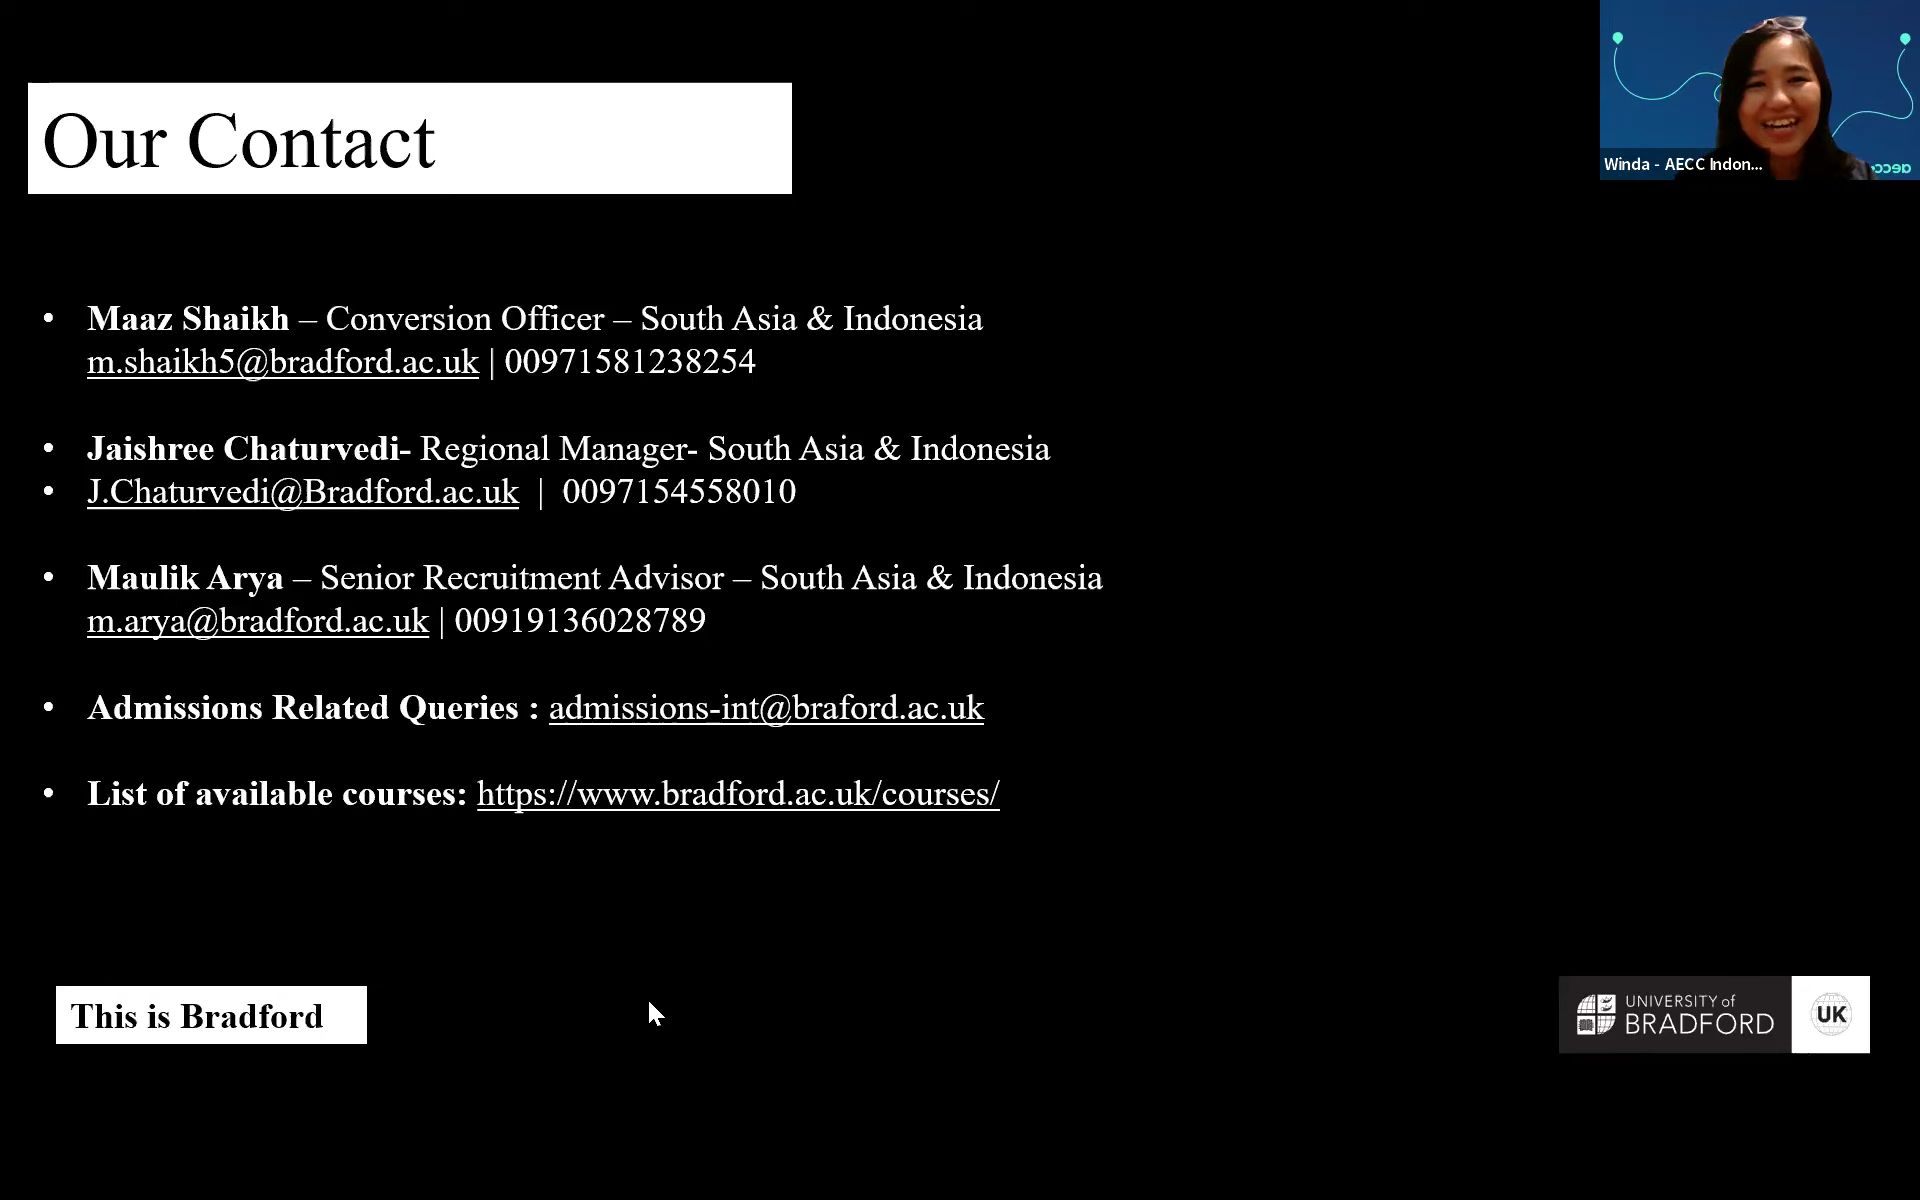 Our Contact
Winda - AECC Indon...
aecc
• Maaz Shaikh – Conversion Officer – South Asia & Indonesia
m.shaikh5@bradford.ac.uk | 00971581238254
• Jaishree Chaturvedi- Regional Manager- South Asia & Indonesia
• J.Chaturvedi@Bradford.ac.uk | 0097154558010
• Maulik Arya – Senior Recruitment Advisor – South Asia & Indonesia
m.arya@bradford.ac.uk | 00919136028789
• Admissions Related Queries : admissions-int@braford.ac.uk
• List of available courses: https://www.bradford.ac.uk/courses/
This is Bradford
UNIVERSITY of
BRADFORD
UK